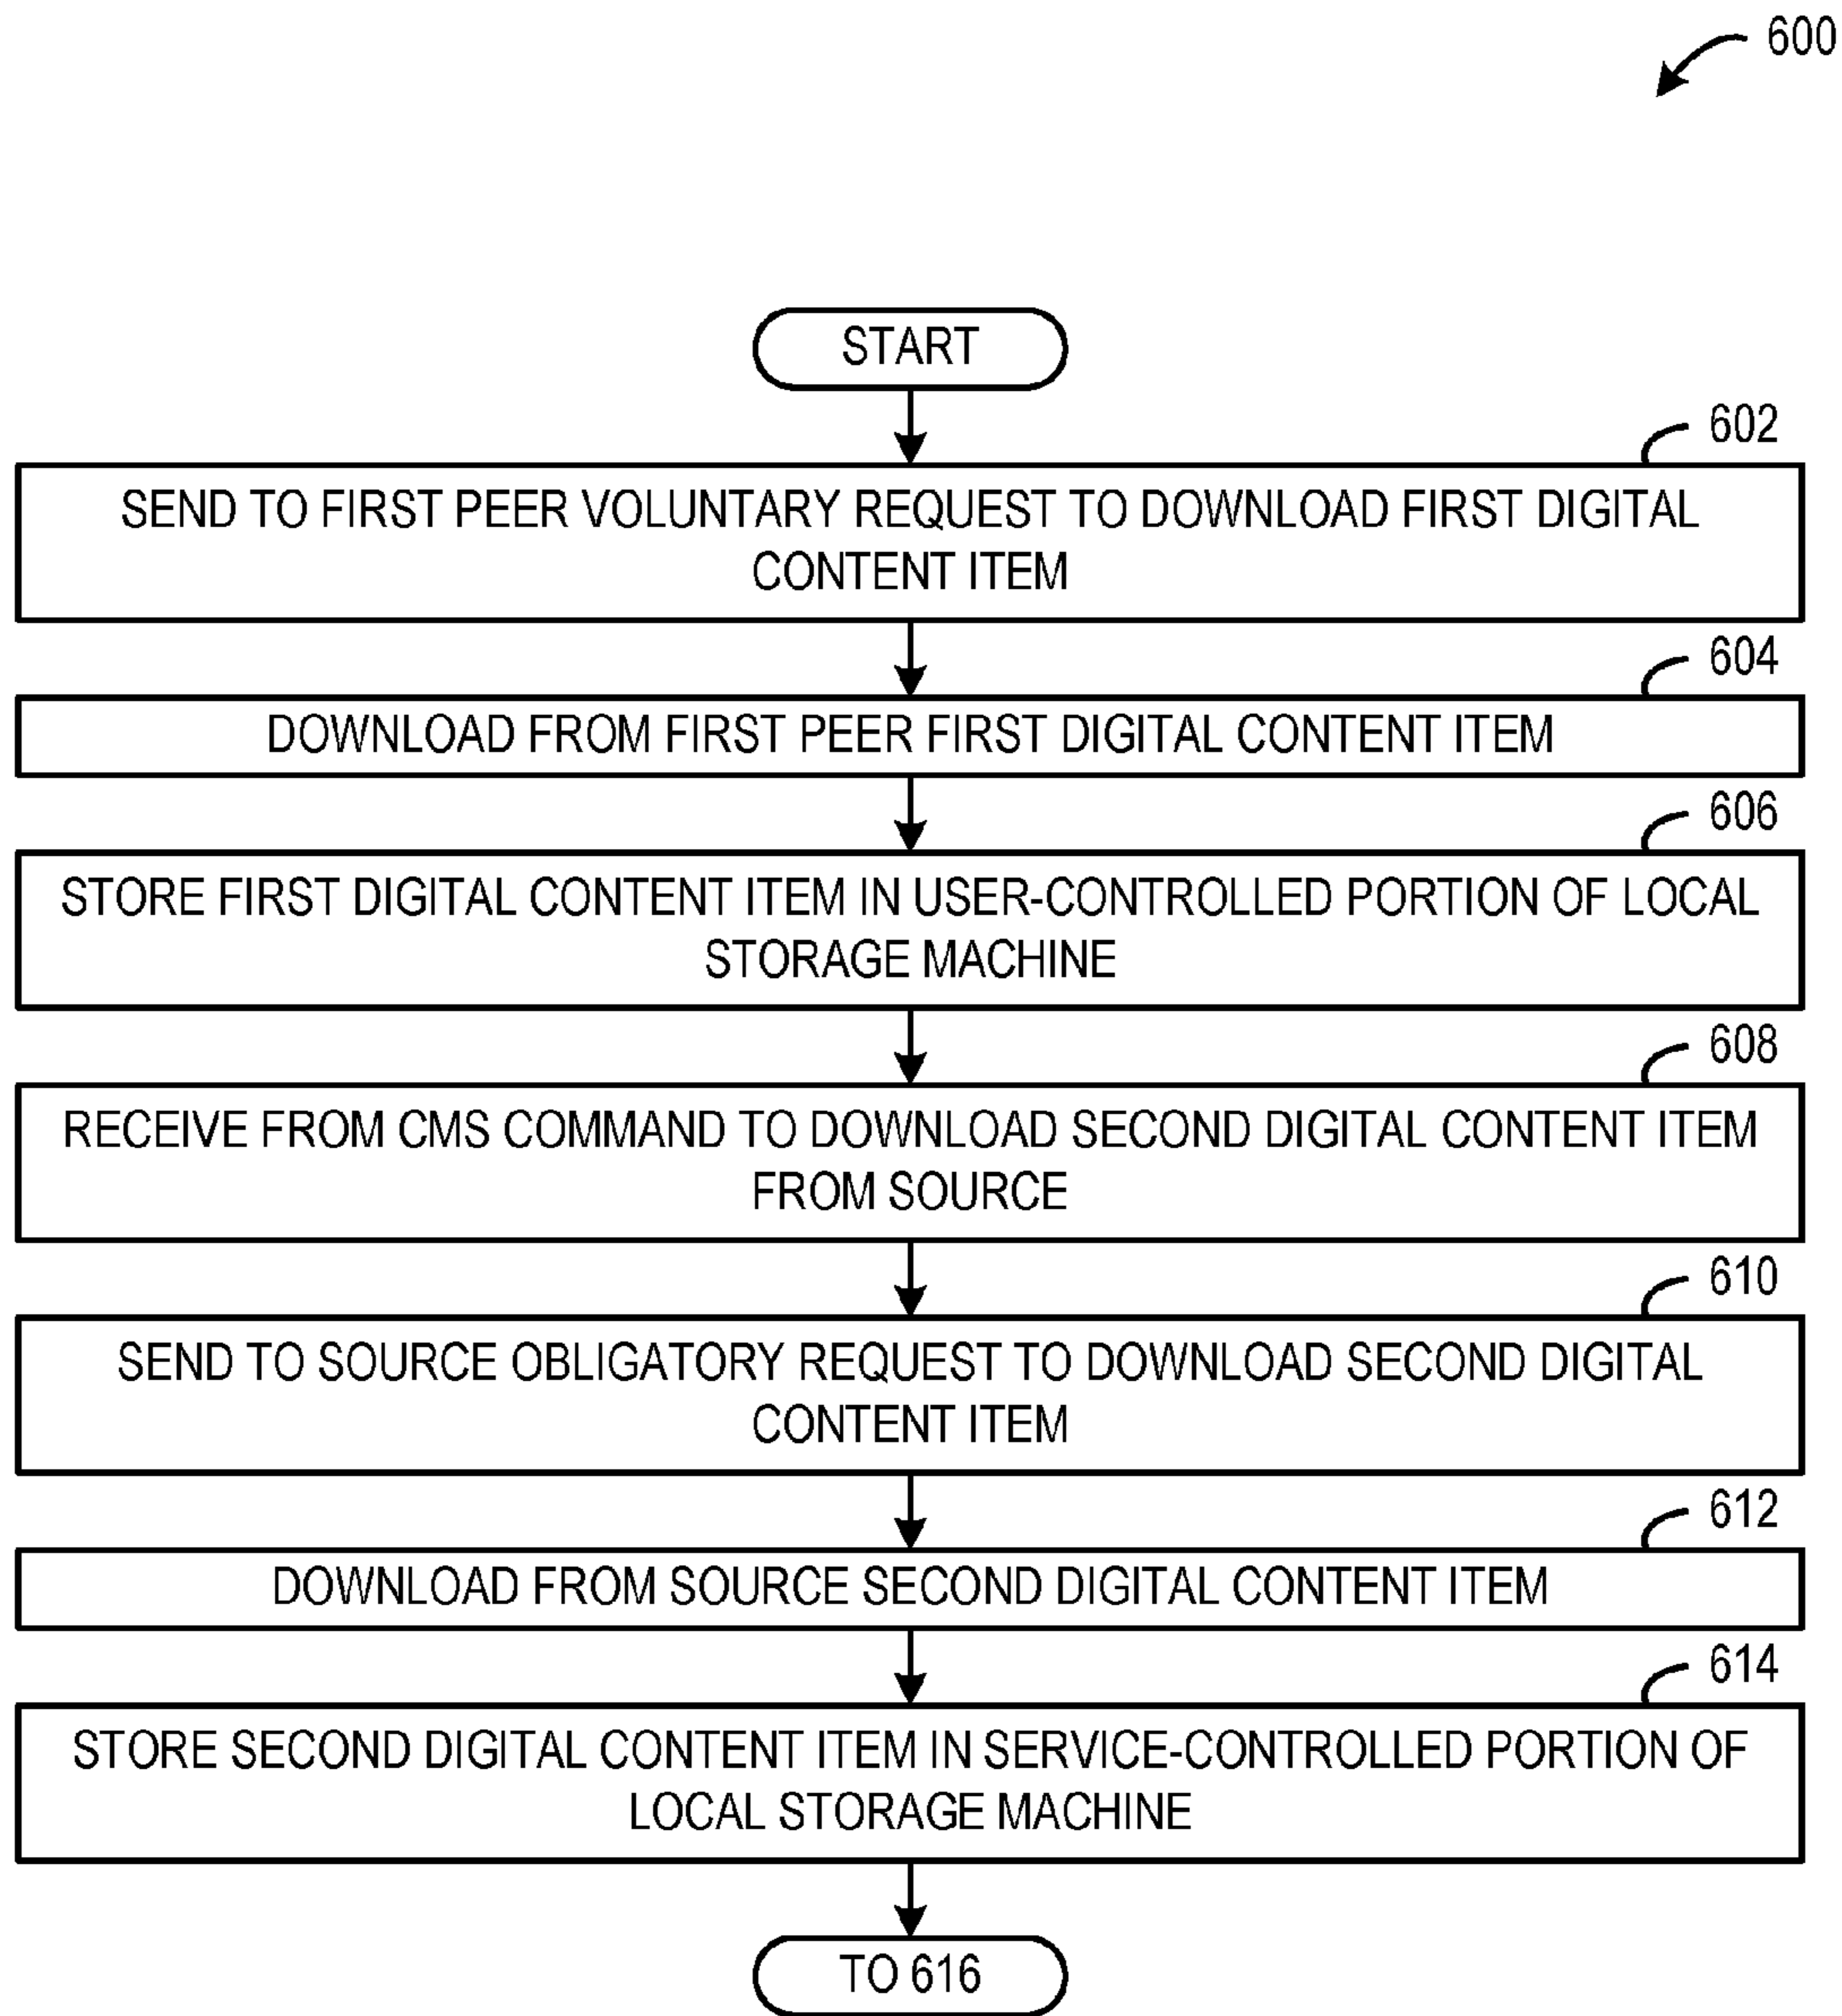 600
START
602
SEND TO FIRST PEER VOLUNTARY REQUEST TO DOWNLOAD FIRST DIGITAL
CONTENT ITEM
604
DOWNLOAD FROM FIRST PEER FIRST DIGITAL CONTENT ITEM
606
STORE FIRST DIGITAL CONTENT ITEM IN USER-CONTROLLED PORTION OF LOCAL
STORAGE MACHINE
608
RECEIVE FROM CMS COMMAND TO DOWNLOAD SECOND DIGITAL CONTENT ITEM
FROM SOURCE
610
SEND TO SOURCE OBLIGATORY REQUEST TO DOWNLOAD SECOND DIGITAL
CONTENT ITEM
612
DOWNLOAD FROM SOURCE SECOND DIGITAL CONTENT ITEM
614
STORE SECOND DIGITAL CONTENT ITEM IN SERVICE-CONTROLLED PORTION OF
LOCAL STORAGE MACHINE
TO 616